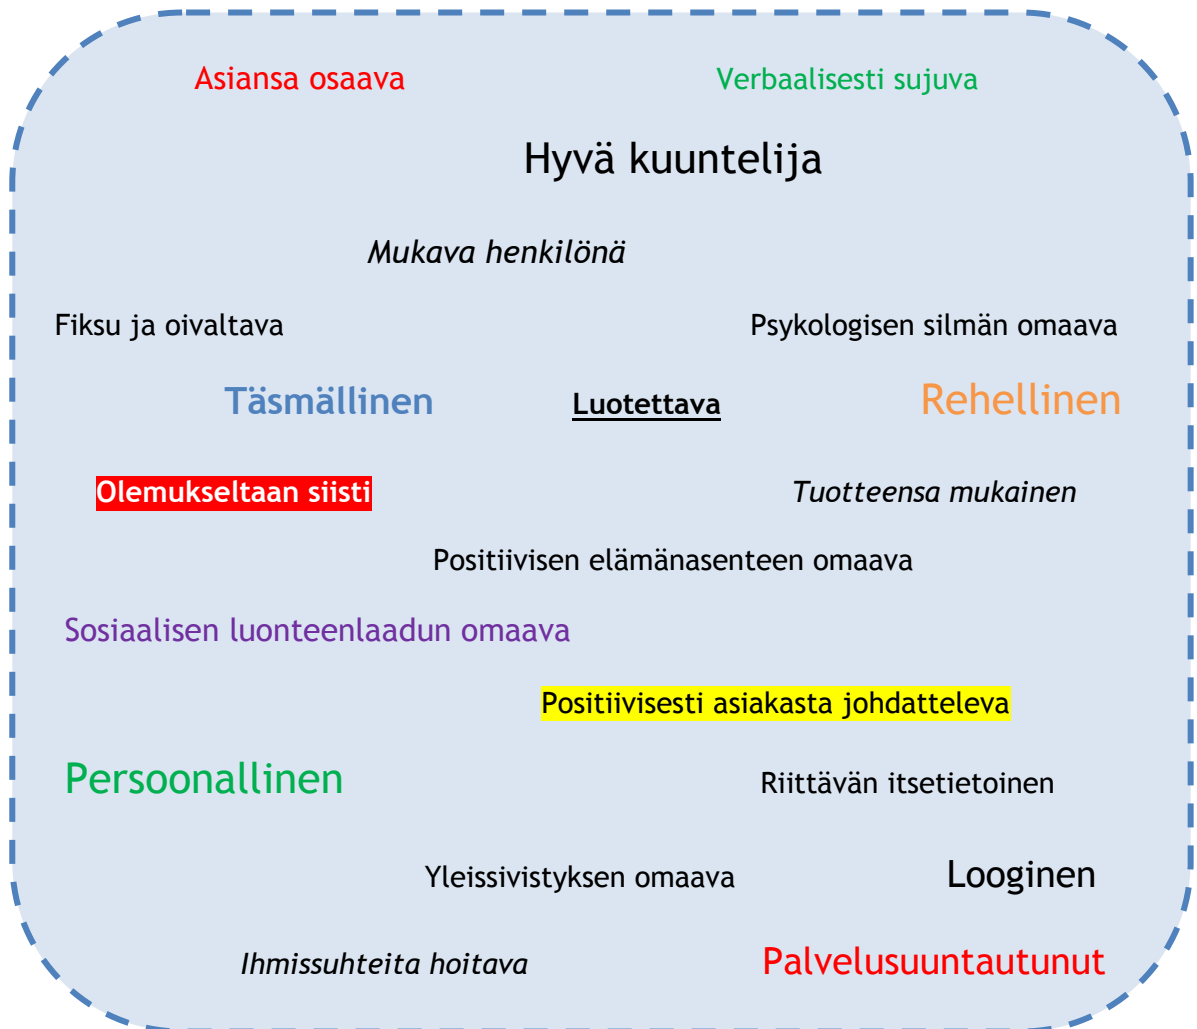 Asiansa osaava Verbaalisesti sujuva
Hyvä kuuntelija
Mukava henkilönä
Fiksu ja oivaltava Psykologisen silmän omaava
Täsmällinen Luotettava Rehellinen
Olemukseltaan siisti Tuotteensa mukainen
Positiivisen elämänasenteen omaava
Sosiaalisen luonteenlaadun omaava
Positiivisesti asiakasta johdatteleva
Persoonallinen Riittävän itsetietoinen
Yleissivistyksen omaava Looginen
Ihmissuhteita hoitava Palvelusuuntautunut